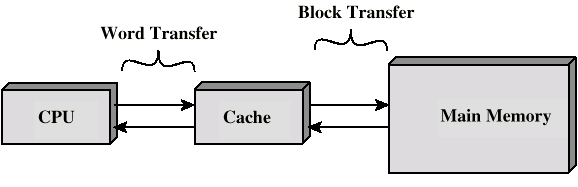 Block Transfer
Word Transfer
CPU
Cache
Main Memory